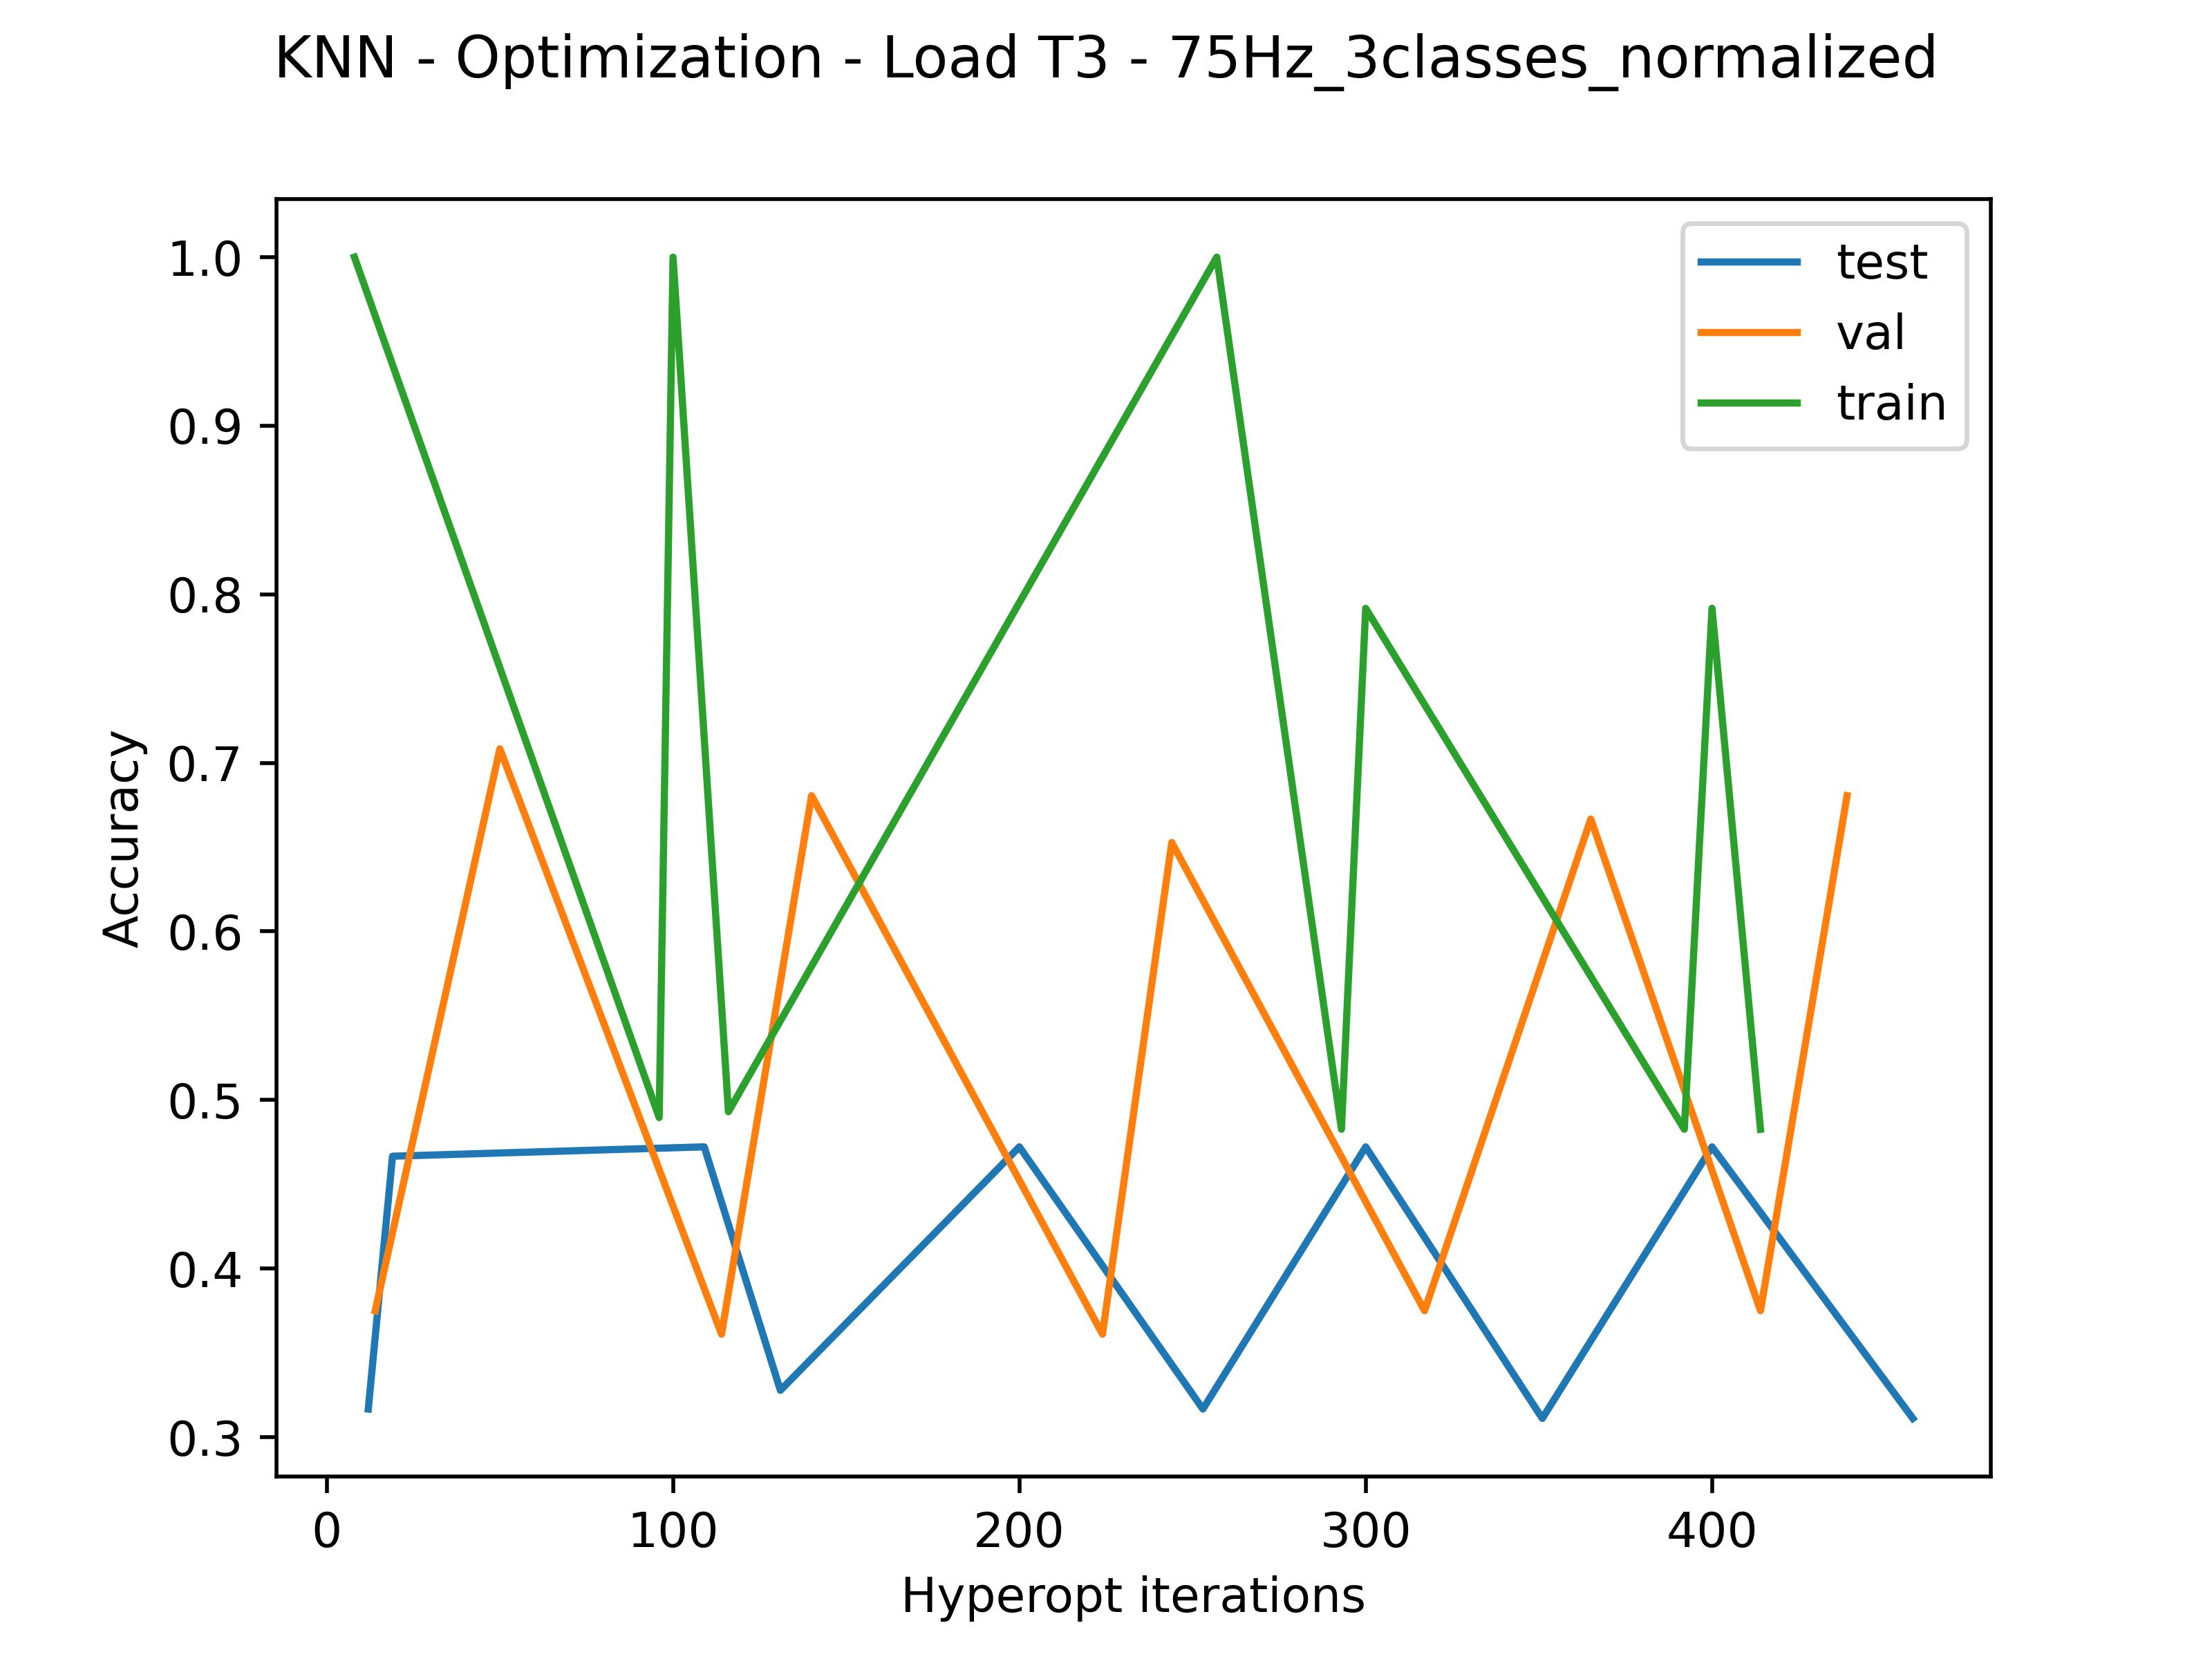 KNN - Optimization - Load T3 - 75Hz_3classes_normalized
test
val
train
1.0
0.9
0.8
0.7
0.6
0.5
0.4
0.3
Accuracy
0 100 200 300 400
Hyperopt iterations